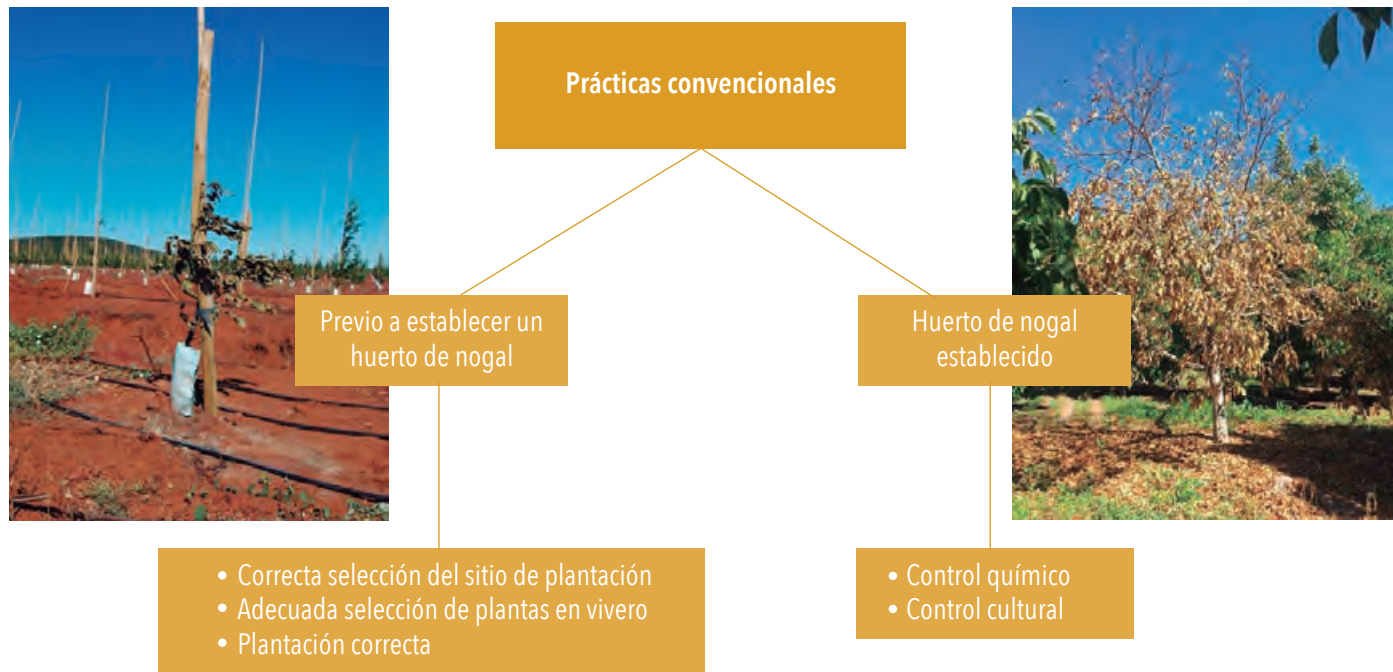 Prácticas convencionales
Previo a establecer un
huerto de nogal
Huerto de nogal
establecido
• Correcta selección del sitio de plantación
• Adecuada selección de plantas en vivero
• Plantación correcta
• Control químico
• Control cultural